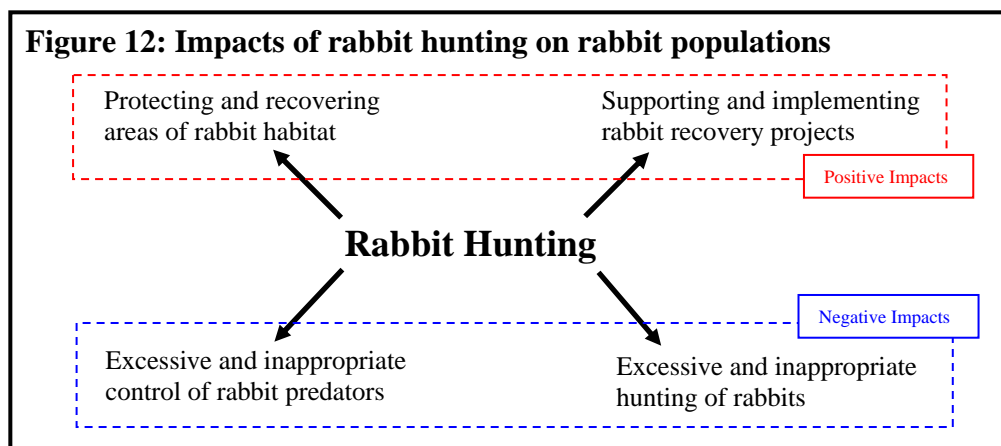 Figure 12: Impacts of rabbit hunting on rabbit populations
Protecting and recovering
areas of rabbit habitat
Supporting and implementing
rabbit recovery projects
Positive Impacts
Rabbit Hunting
Negative Impacts
Excessive and inappropriate
control of rabbit predators
Excessive and inappropriate
hunting of rabbits